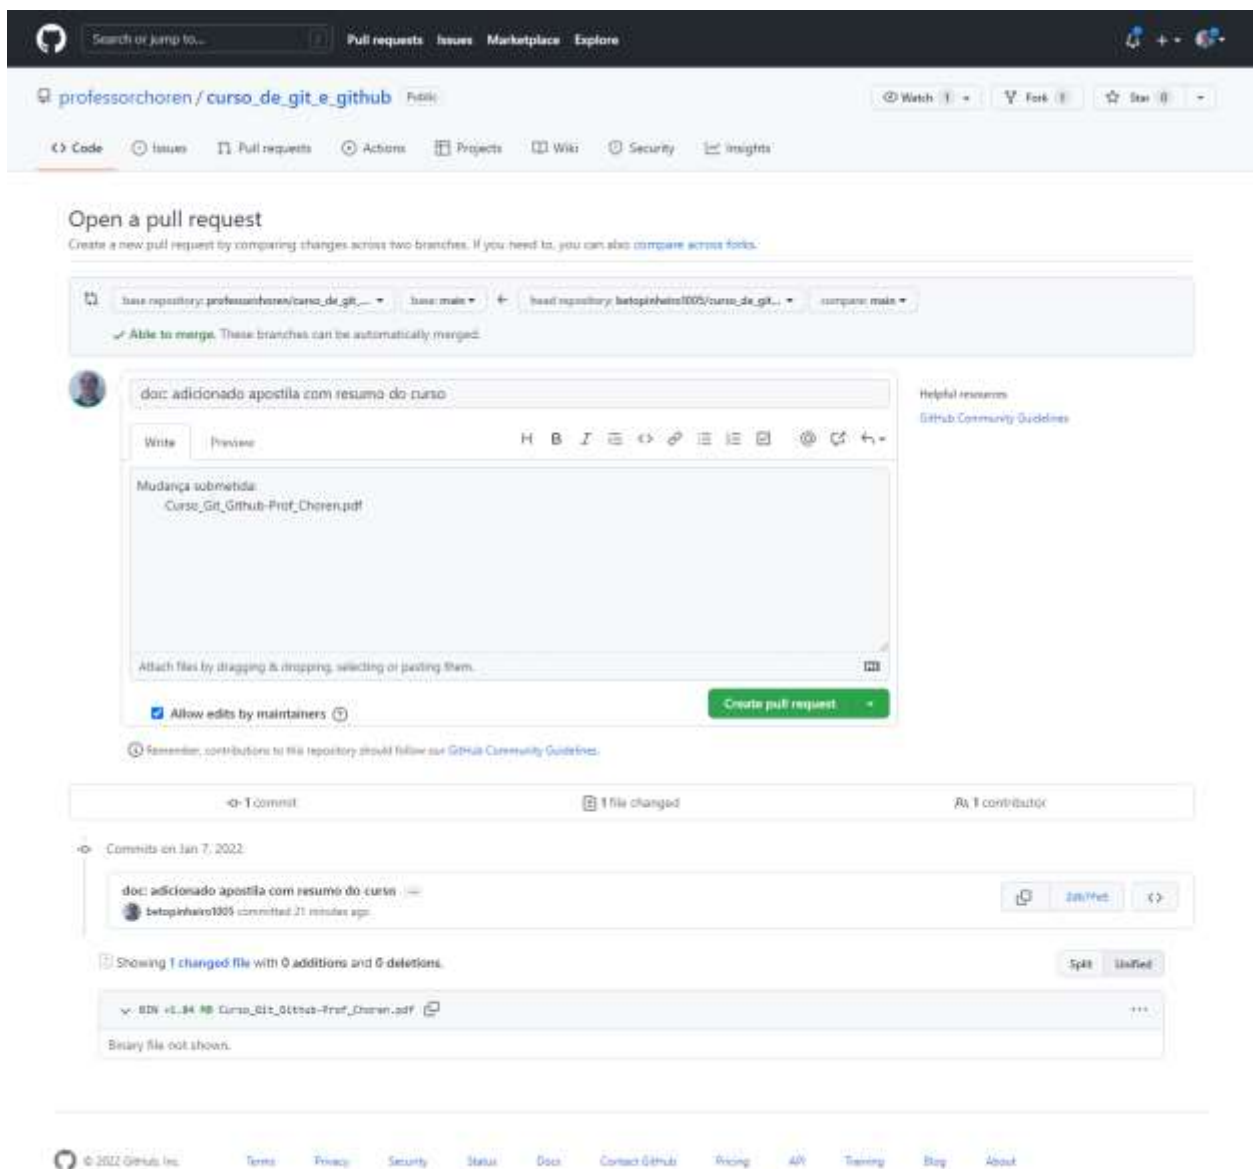 Search or jump to... /
Pull requests Issues Marketplace Explore
professorchoren / curso_de_git_e_github Public
Watch 1 Fork 1 Star 0
Code Issues Pull requests Actions Projects Wiki Security Insights
Open a pull request
Create a new pull request by comparing changes across two branches. If you need to, you can also compare across forks.
base repository: professorchoren/curso_de_git_... base: main head repository: betopinheiro1005/curso_de_git... compare: main
Able to merge. These branches can be automatically merged.
doc: adicionado apostila com resumo do curso
Helpful resources
GitHub Community Guidelines
Write Preview
Mudança submetida:
Curso_Git_Github-Prof_Choren.pdf
Attach files by dragging & dropping, selecting or pasting them.
Allow edits by maintainers
Create pull request
Remember, contributions to this repository should follow our GitHub Community Guidelines.
1 commit 1 file changed 1 contributor
Commits on Jan 7, 2022
doc: adicionado apostila com resumo do curso
betopinheiro1005 committed 21 minutes ago
Showing 1 changed file with 0 additions and 0 deletions.
Split Unified
BIN +1.04 MB Curso_Git_Github-Prof_Choren.pdf
Binary file not shown.
© 2022 GitHub, Inc. Terms Privacy Security Status Docs Contact GitHub Pricing API Training Blog About